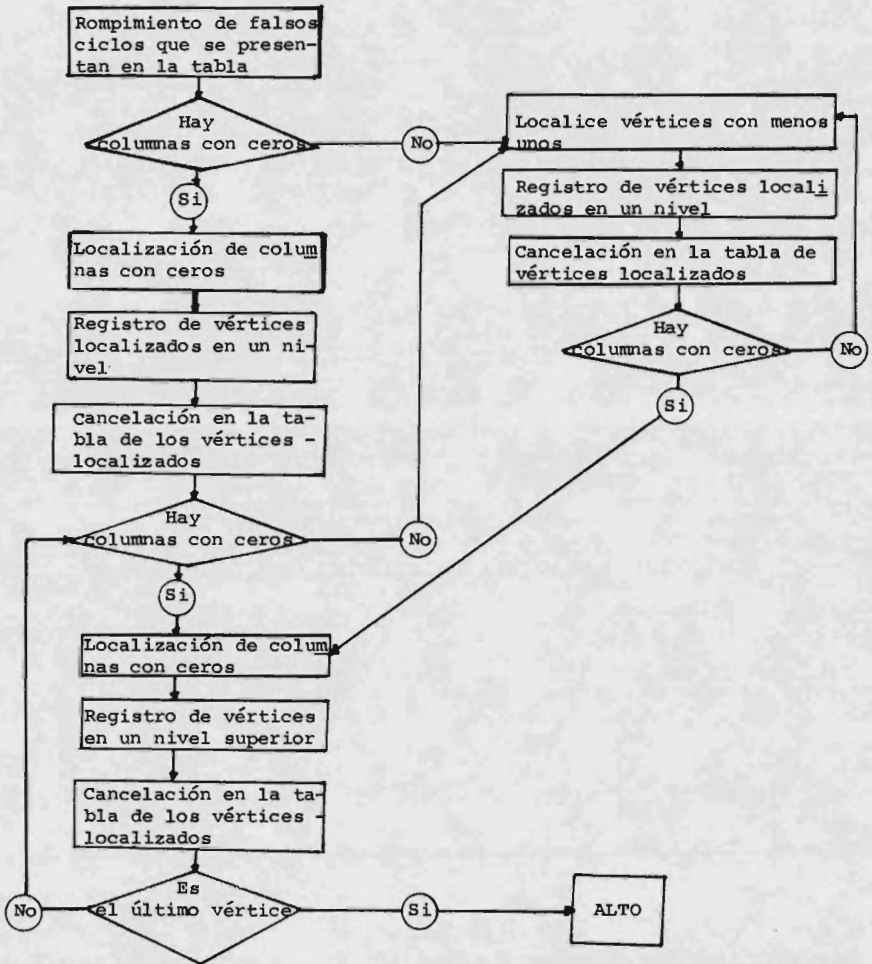 Rompimiento de falsos
ciclos que se presen-
tan en la tabla
Hay
columnas con ceros
No
Si
Localización de colum
nas con ceros
Registro de vértices
localizados en un ni-
vel
Cancelación en la ta-
bla de los vértices -
localizados
Hay
columnas con ceros
No
Si
Localización de colum
nas con ceros
Registro de vértices
en un nivel superior
Cancelación en la ta-
bla de los vértices -
localizados
Es
el último vértice
No
Si
ALTO
Localice vértices con menos
unos
Registro de vértices locali
zados en un nivel
Cancelación en la tabla de
vértices localizados
Hay
columnas con ceros
No
Si